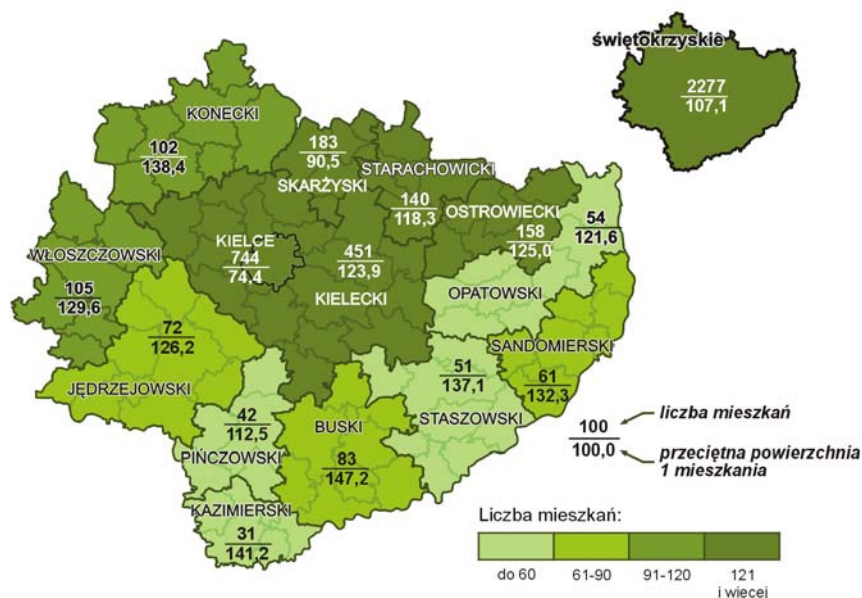 świętokrzyskie
2277
107,1
KONECKI
102
138,4
183
90,5
SKARŻYSKI
STARACHOWICKI
140
118,3
OSTROWIECKI
158
125,0
54
121,6
OPATOWSKI
KIELCE
744
74,4
451
123,9
KIELECKI
WŁOSZCZOWSKI
105
129,6
72
126,2
JĘDRZEJOWSKI
SANDOMIERSKI
61
132,3
51
137,1
STASZOWSKI
42
112,5
PIŃCZOWSKI
BUSKI
83
147,2
KAZIMIERSKI
31
141,2
100
100,0
liczba mieszkań
przeciętna powierzchnia
1 mieszkania
Liczba mieszkań:
do 60
61-90
91-120
121
i więcej